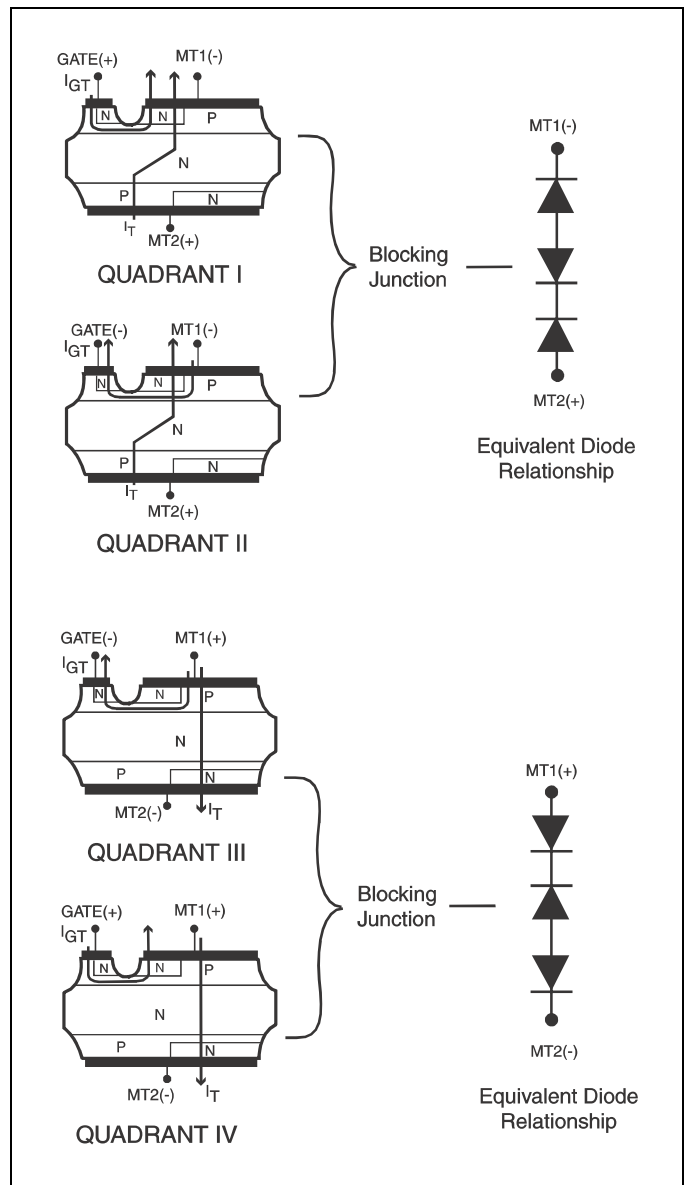 GATE(+) MT1(-)
IGT
N N P
N
P N
IT
MT2(+)
QUADRANT I
GATE(-) MT1(-)
IGT
N N P
N
P N
IT
MT2(+)
QUADRANT II
Blocking
Junction
MT1(-)
MT2(+)
Equivalent Diode
Relationship
GATE(-) MT1(+)
IGT
N N P
N
P N
MT2(-) IT
QUADRANT III
GATE(+) MT1(+)
IGT
N N P
N
P N
MT2(-) IT
QUADRANT IV
Blocking
Junction
MT1(+)
MT2(-)
Equivalent Diode
Relationship